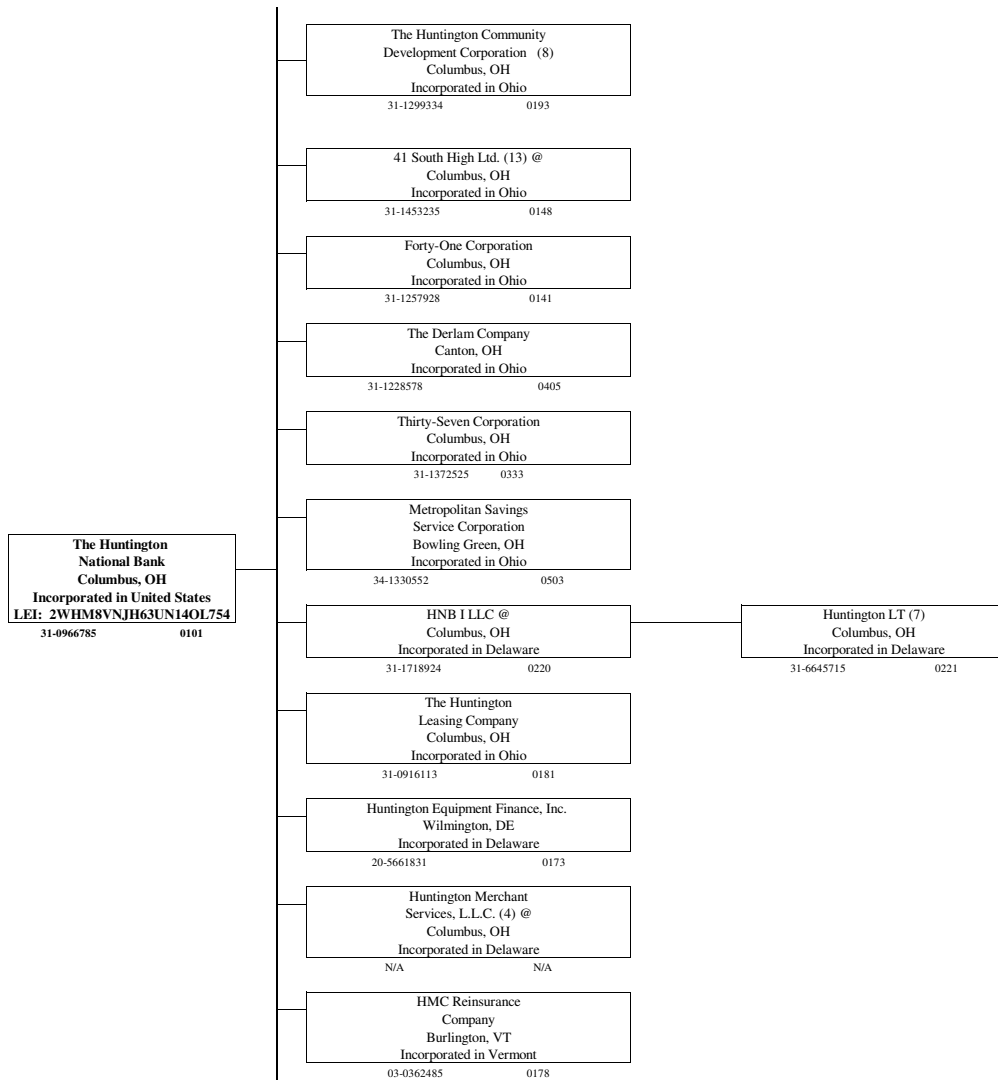 The Huntington Community
Development Corporation (8)
Columbus, OH
Incorporated in Ohio
31-1299334 0193
41 South High Ltd. (13) @
Columbus, OH
Incorporated in Ohio
31-1453235 0148
Forty-One Corporation
Columbus, OH
Incorporated in Ohio
31-1257928 0141
The Derlam Company
Canton, OH
Incorporated in Ohio
31-1228578 0405
Thirty-Seven Corporation
Columbus, OH
Incorporated in Ohio
31-1372525 0333
Metropolitan Savings
Service Corporation
Bowling Green, OH
Incorporated in Ohio
34-1330552 0503
The Huntington
National Bank
Columbus, OH
Incorporated in United States
LEI: 2WHM8VNJH63UN14OL754
31-0966785 0101
HNB I LLC @
Columbus, OH
Incorporated in Delaware
31-1718924 0220
Huntington LT (7)
Columbus, OH
Incorporated in Delaware
31-6645715 0221
The Huntington
Leasing Company
Columbus, OH
Incorporated in Ohio
31-0916113 0181
Huntington Equipment Finance, Inc.
Wilmington, DE
Incorporated in Delaware
20-5661831 0173
Huntington Merchant
Services, L.L.C. (4) @
Columbus, OH
Incorporated in Delaware
N/A N/A
HMC Reinsurance
Company
Burlington, VT
Incorporated in Vermont
03-0362485 0178